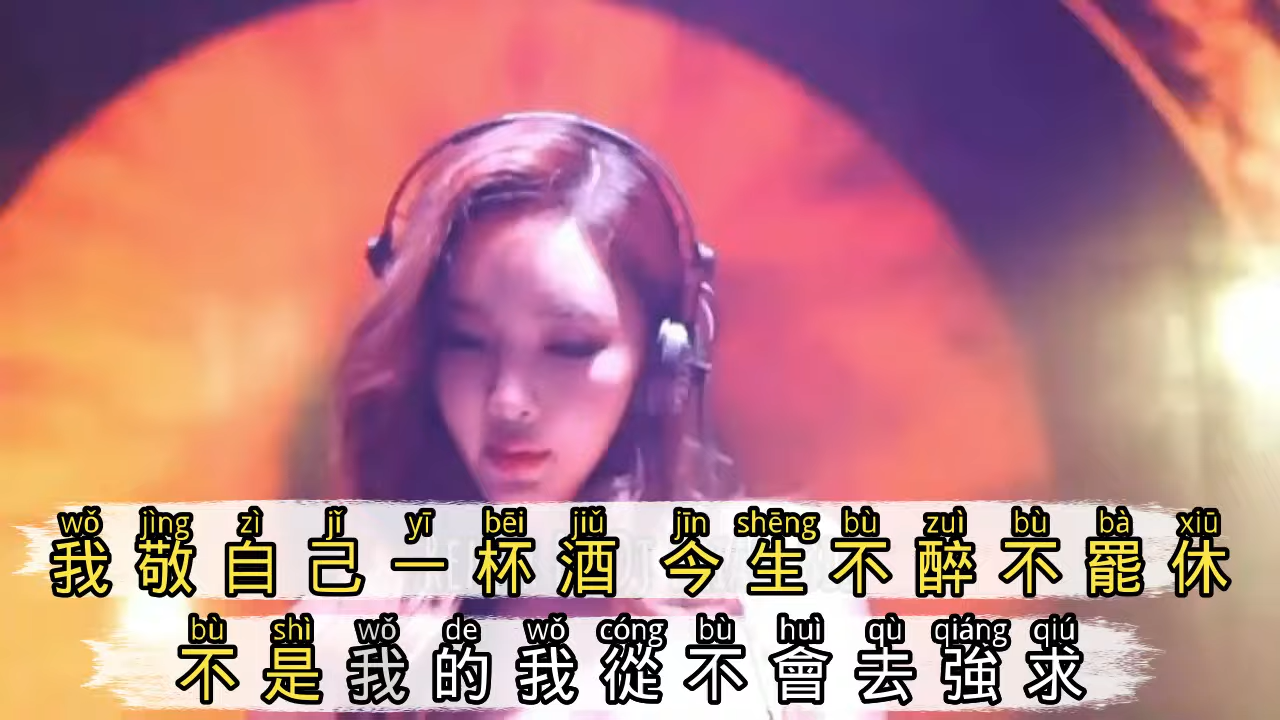 wǒ jìng zì jǐ yī bēi jiǔ jīn shēng bù zuì bù bà xiū
我敬自己一杯酒 今生不醉不罷休
bù shì wǒ de wǒ cóng bù huì qù qiáng qiú
不是我的我從不會去強求